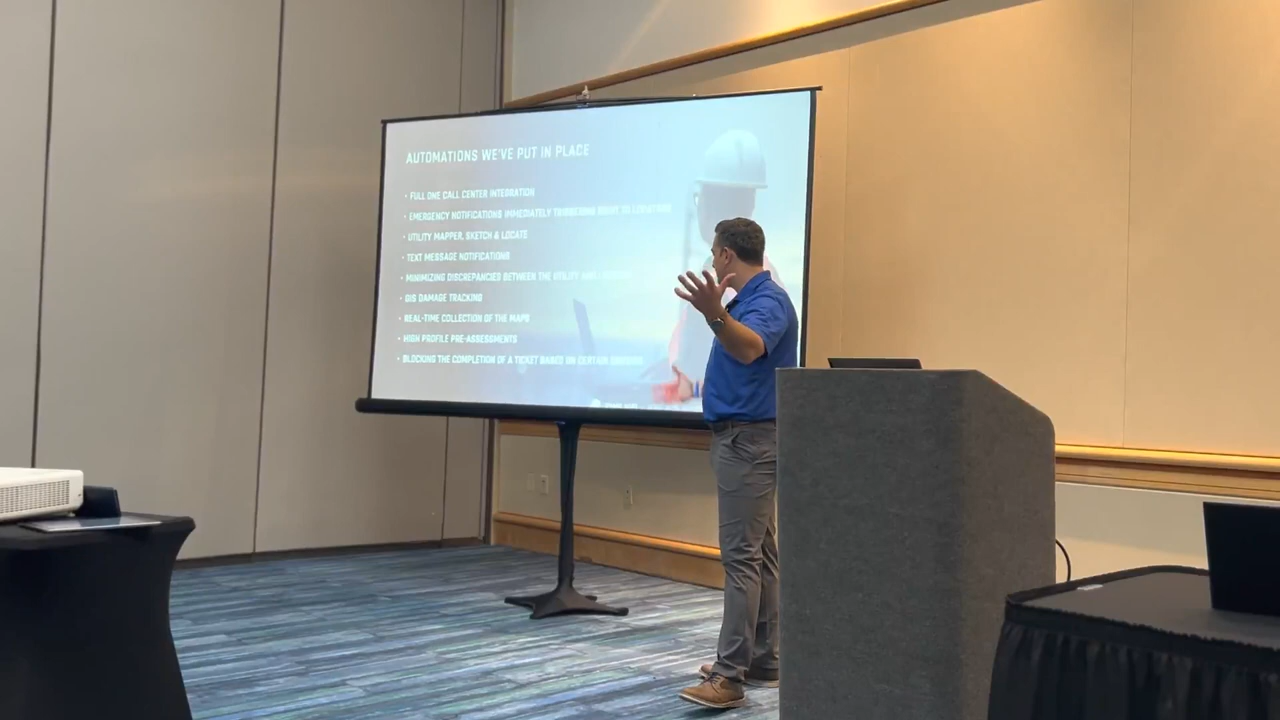 AUTOMATIONS WE'VE PUT IN PLACE
• FULL ONE CALL CENTER INTEGRATION
• EMERGENCY NOTIFICATIONS IMMEDIATELY
• UTILITY MAPPER, SKETCH & LOCATE
• TEXT MESSAGE NOTIFICATIONS
• MINIMIZING DISCREPANCIES BETWEEN THE UTILITY AND
• GIS DAMAGE TRACKING
• REAL-TIME COLLECTION OF THE MAPS
• HIGH PROFILE PRE-ASSESSMENTS
• BLOCKING THE COMPLETION OF A TICKET BASED ON CERTAIN